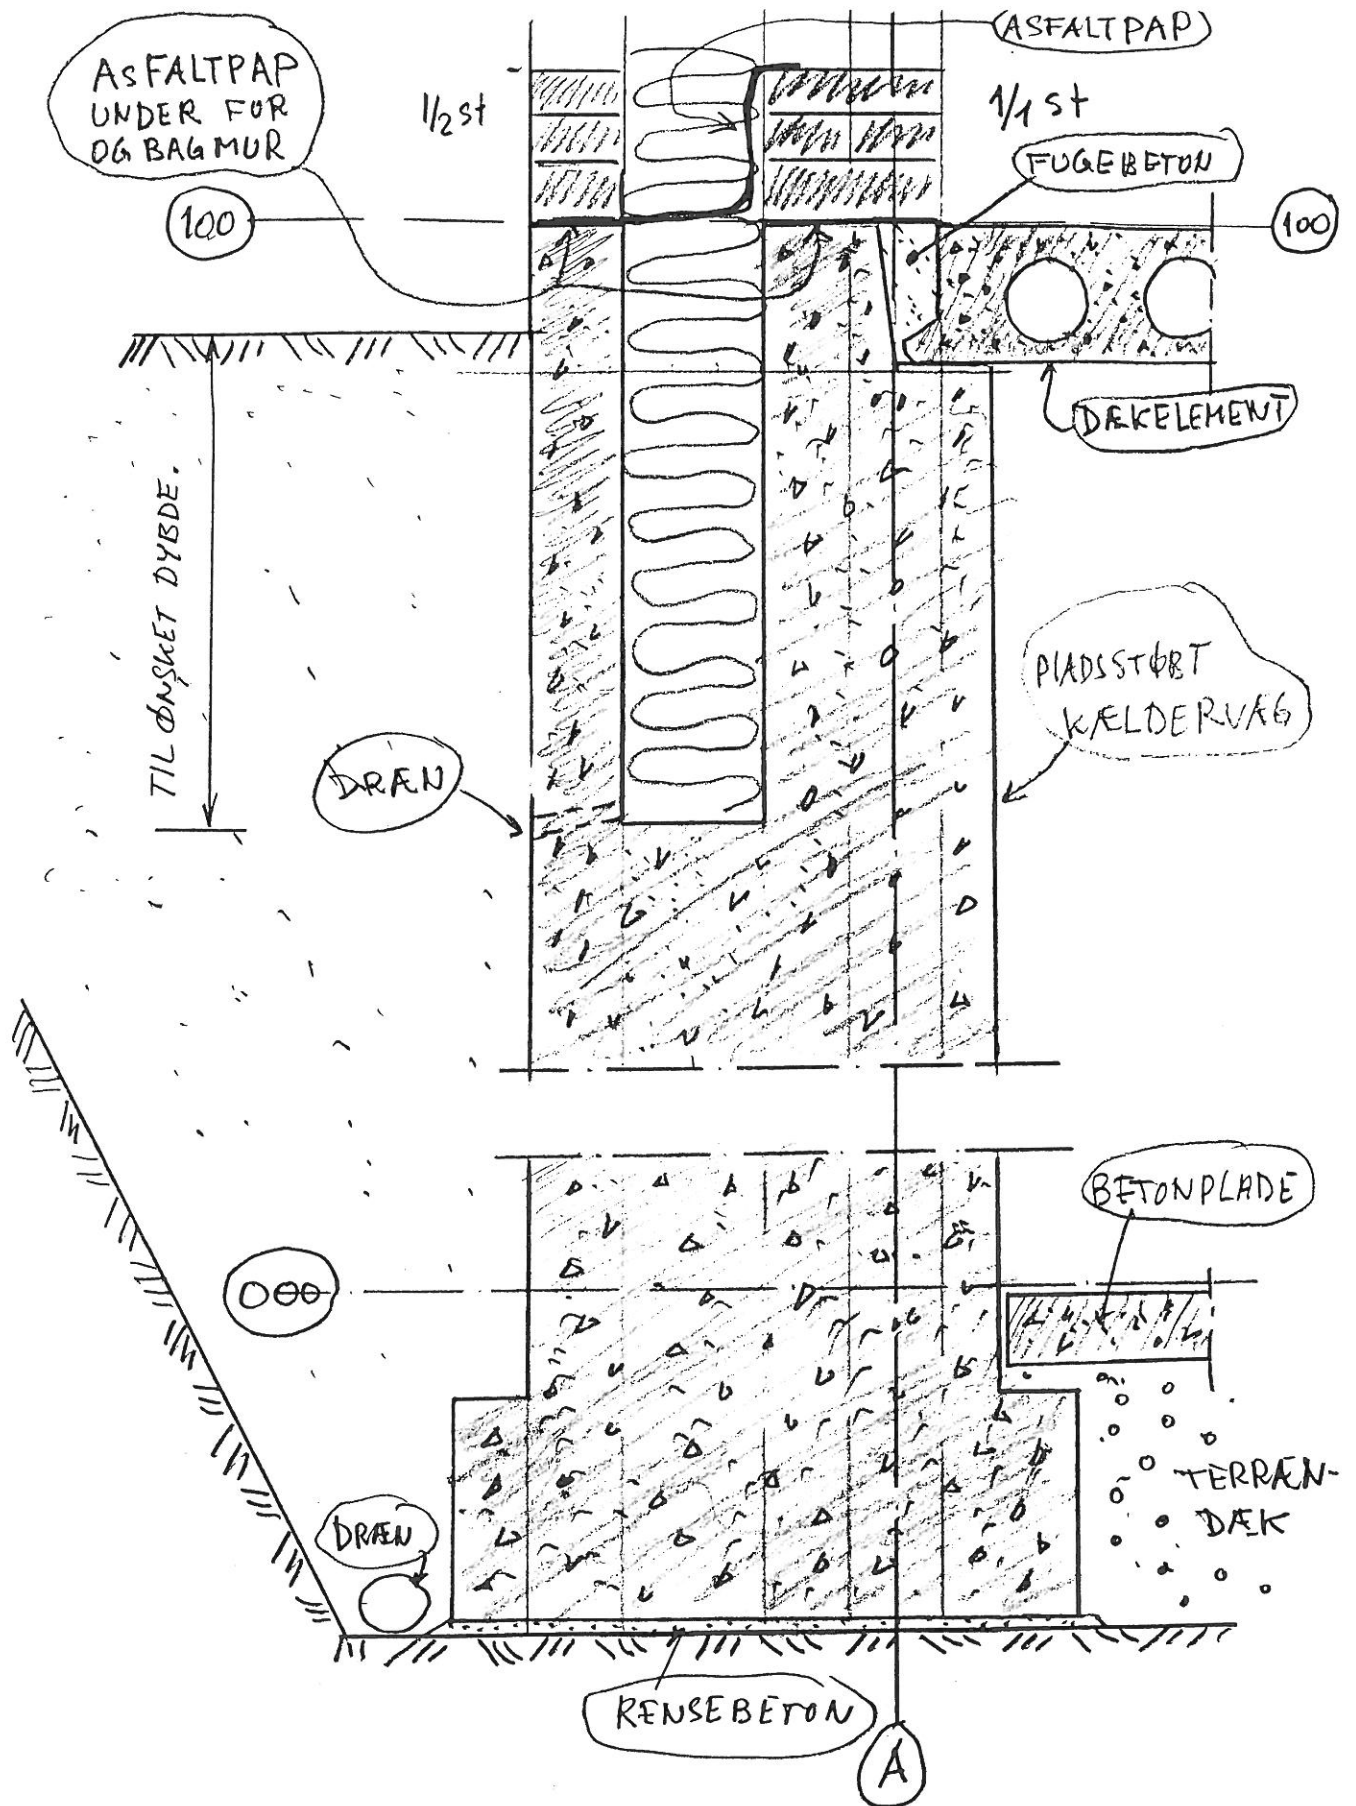 ASFALTPAP
ASFALTPAP
UNDER FOR
OG BAGMUR
1/2 st
1/1 st
FUGEBETON
100
100
DÆKELEMENT
TIL ØNSKET DYBDE.
PLADSSTØBT
KÆLDERVÆG
DRÆN
BETONPLADE
000
TERRÆN-
DÆK
DRÆN
RENSEBETON
A